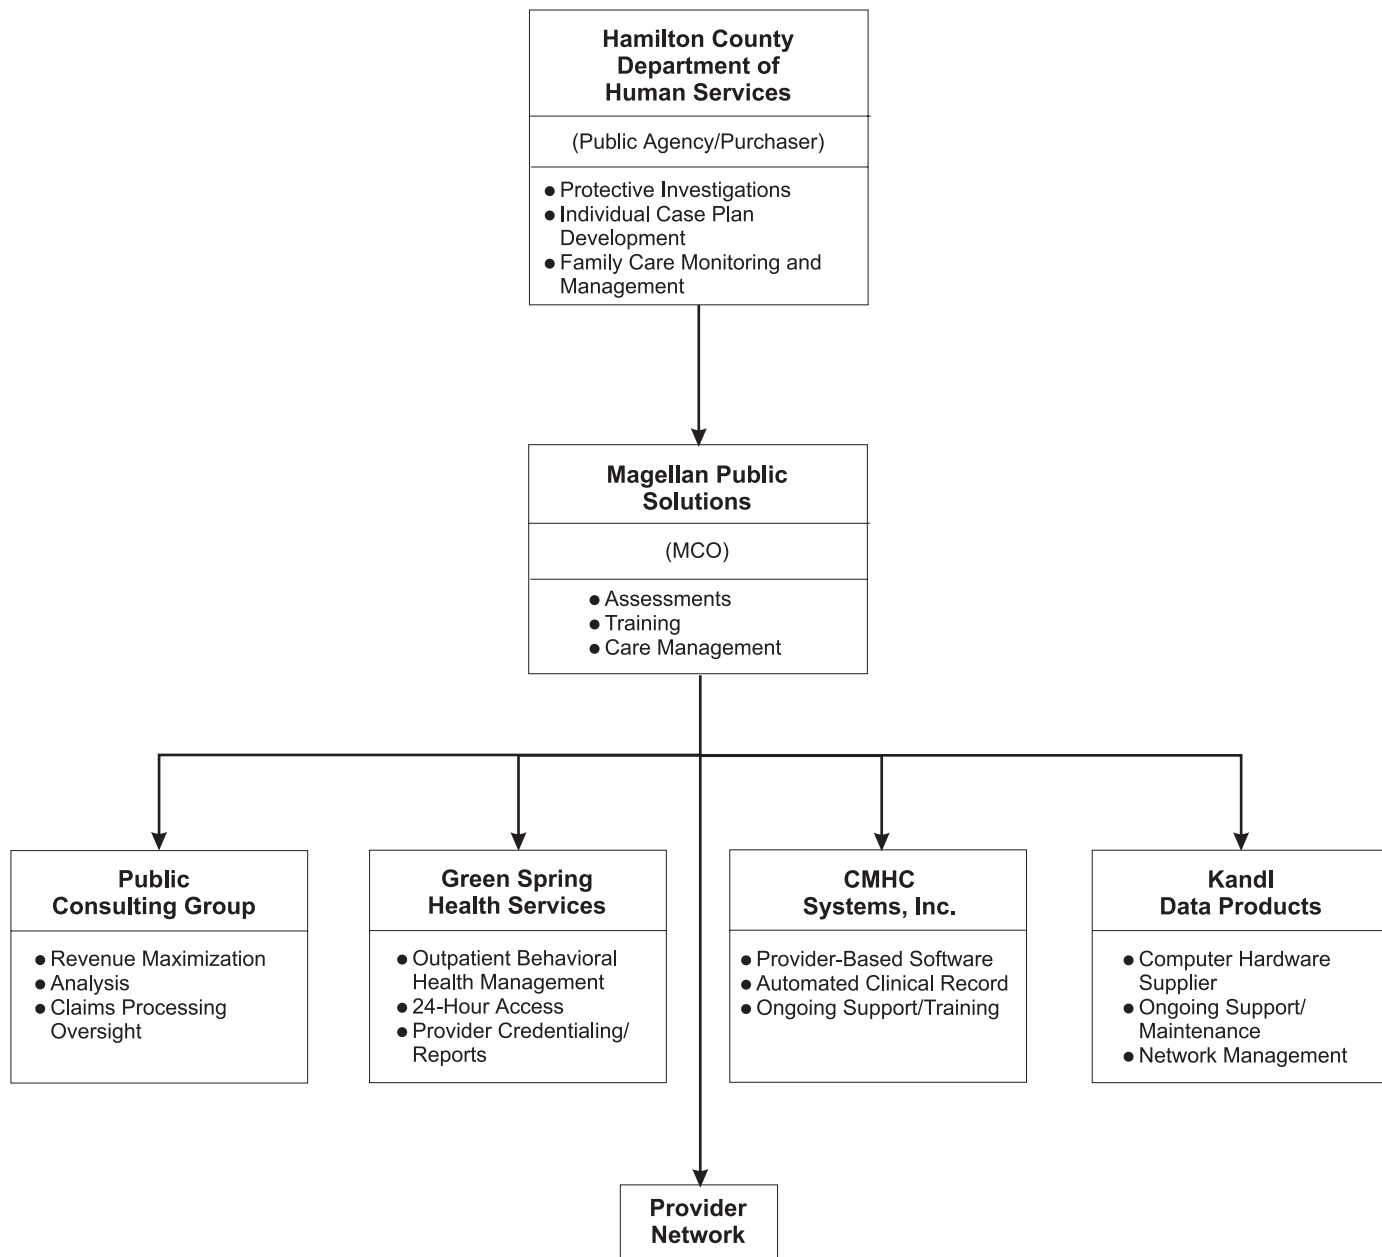 Hamilton County
Department of
Human Services
(Public Agency/Purchaser)
● Protective Investigations
● Individual Case Plan
Development
● Family Care Monitoring and
Management
Magellan Public
Solutions
(MCO)
● Assessments
● Training
● Care Management
Public
Consulting Group
● Revenue Maximization
● Analysis
● Claims Processing
Oversight
Green Spring
Health Services
● Outpatient Behavioral
Health Management
● 24-Hour Access
● Provider Credentialing/
Reports
CMHC
Systems, Inc.
● Provider-Based Software
● Automated Clinical Record
● Ongoing Support/Training
Kandl
Data Products
● Computer Hardware
Supplier
● Ongoing Support/
Maintenance
● Network Management
Provider
Network